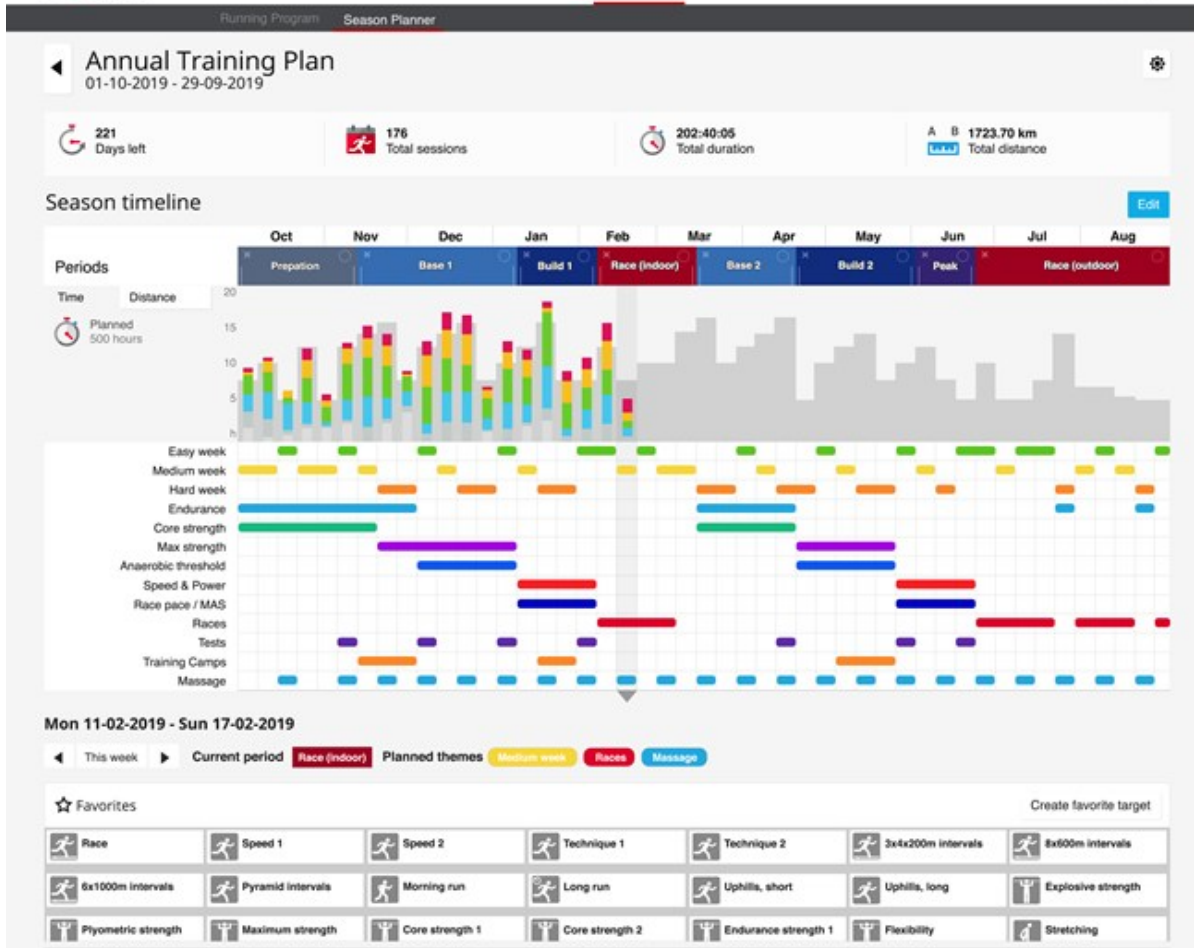 Running Program Season Planner
Annual Training Plan
01-10-2019 - 29-09-2019
221
Days left
176
Total sessions
202:40:05
Total duration
A B 1723.70 km
Total distance
Season timeline
Edit
Oct Nov Dec Jan Feb Mar Apr May Jun Jul Aug
Periods
Prepation Base 1 Build 1 Race (indoor) Base 2 Build 2 Peak Race (outdoor)
Time Distance
Planned
500 hours
20
15
10
5
h
Easy week
Medium week
Hard week
Endurance
Core strength
Max strength
Anaerobic threshold
Speed & Power
Race pace / MAS
Races
Tests
Training Camps
Massage
Mon 11-02-2019 - Sun 17-02-2019
This week Current period Race (indoor) Planned themes Medium week Races Massage
Favorites Create favorite target
Race Speed 1 Speed 2 Technique 1 Technique 2 3x4x200m intervals 8x600m intervals
6x1000m intervals Pyramid intervals Morning run Long run Uphills, short Uphills, long Explosive strength
Plyometric strength Maximum strength Core strength 1 Core strength 2 Endurance strength 1 Flexibility Stretching